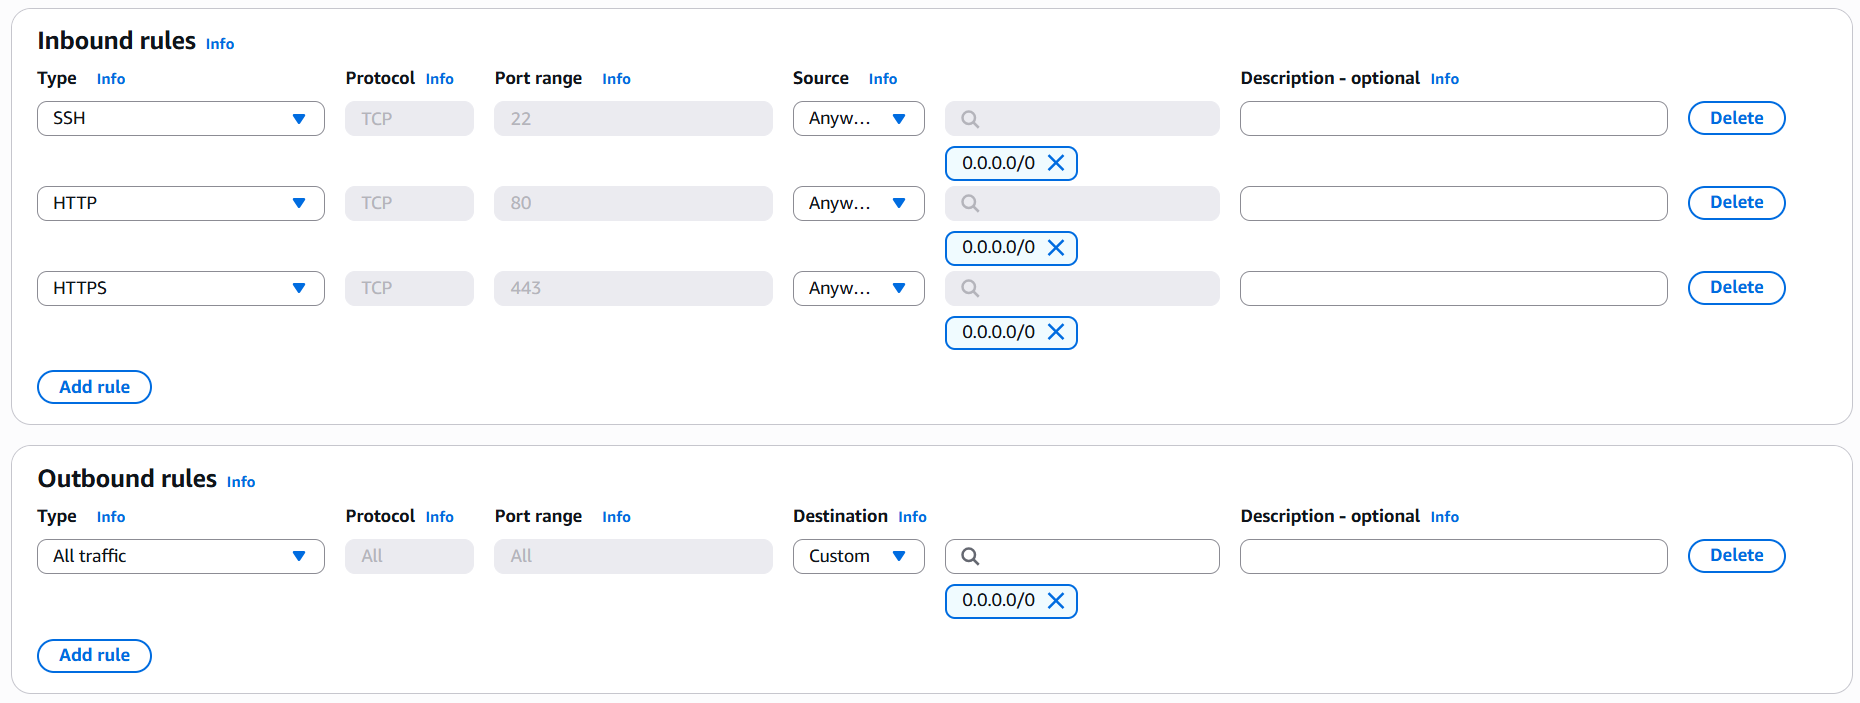 Inbound rules Info
Type Info Protocol Info Port range Info Source Info Description - optional Info
SSH TCP 22 Anyw... Delete
0.0.0.0/0
HTTP TCP 80 Anyw... Delete
0.0.0.0/0
HTTPS TCP 443 Anyw... Delete
0.0.0.0/0
Add rule
Outbound rules Info
Type Info Protocol Info Port range Info Destination Info Description - optional Info
All traffic All All Custom Delete
0.0.0.0/0
Add rule